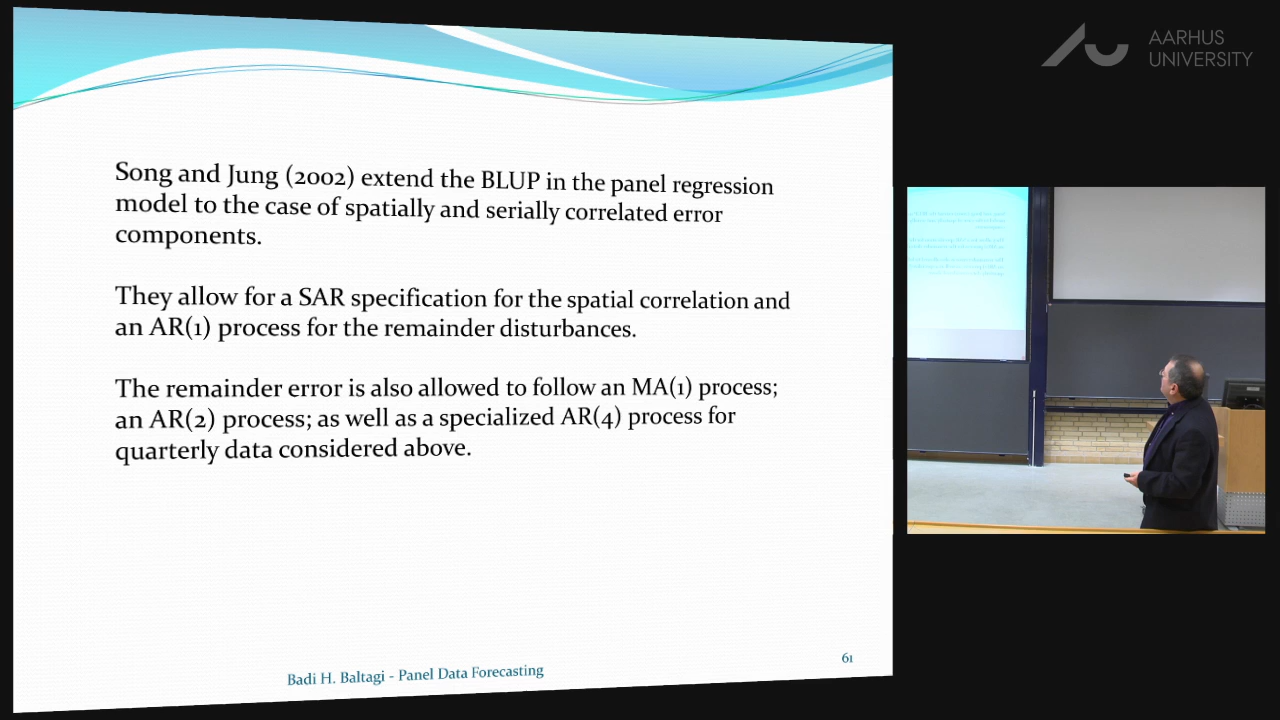 Song and Jung (2002) extend the BLUP in the panel regression
model to the case of spatially and serially correlated error
components.
They allow for a SAR specification for the spatial correlation and
an AR(1) process for the remainder disturbances.
The remainder error is also allowed to follow an MA(1) process;
an AR(2) process; as well as a specialized AR(4) process for
quarterly data considered above.
Badi H. Baltagi - Panel Data Forecasting
61
AARHUS
UNIVERSITY